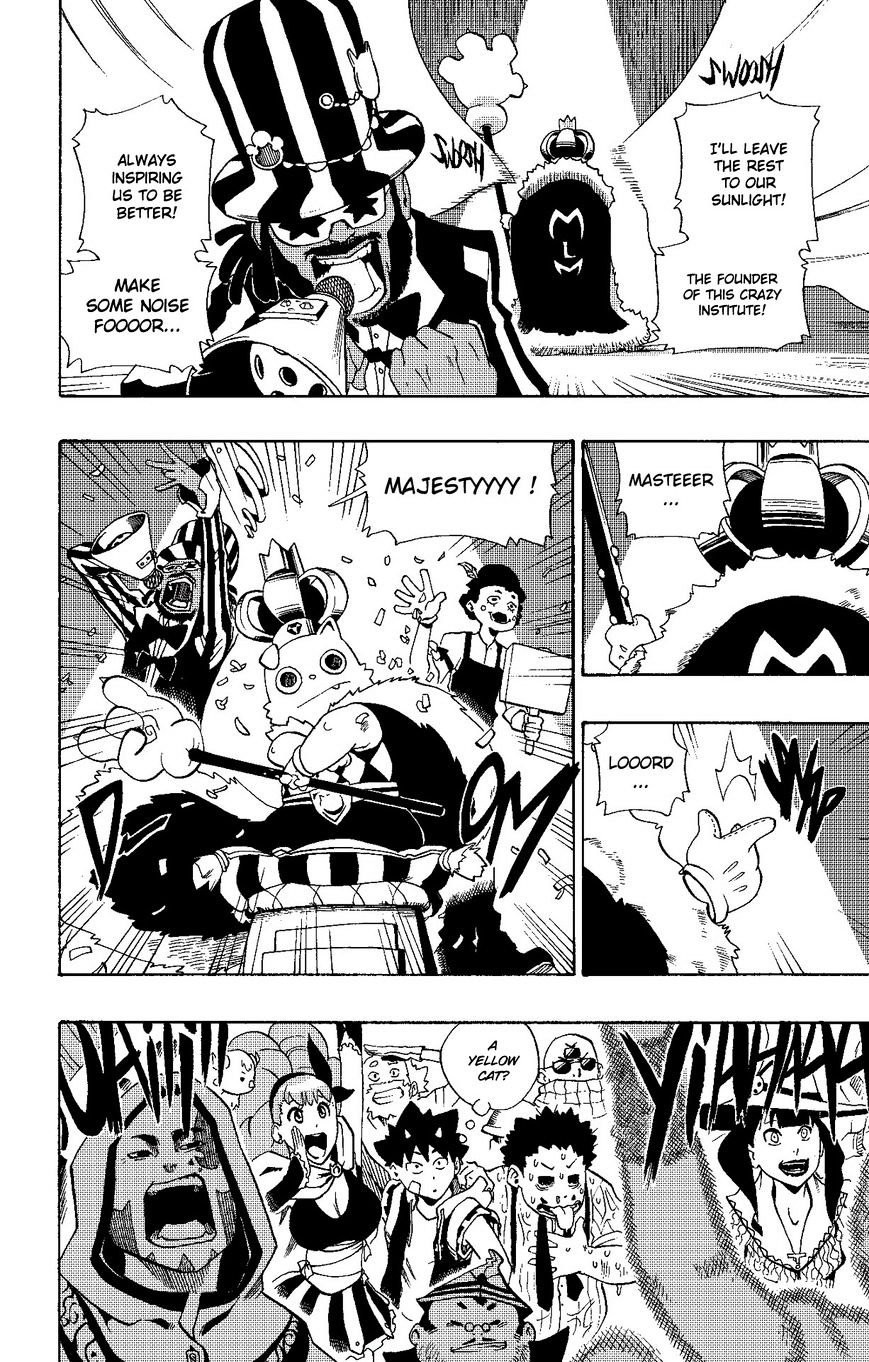 SWOOSH
I'LL LEAVE
THE REST
TO OUR
SUNLIGHT!
THE FOUNDER
OF THIS CRAZY
INSTITUTE!
SWOOSH
ALWAYS
INSPIRING
US TO BE
BETTER!
MAKE
SOME NOISE
FOOOOR...
MLM
MASTEEER
...
M
LOOORD
...
MAJESTYYYY !
A
YELLOW
CAT?